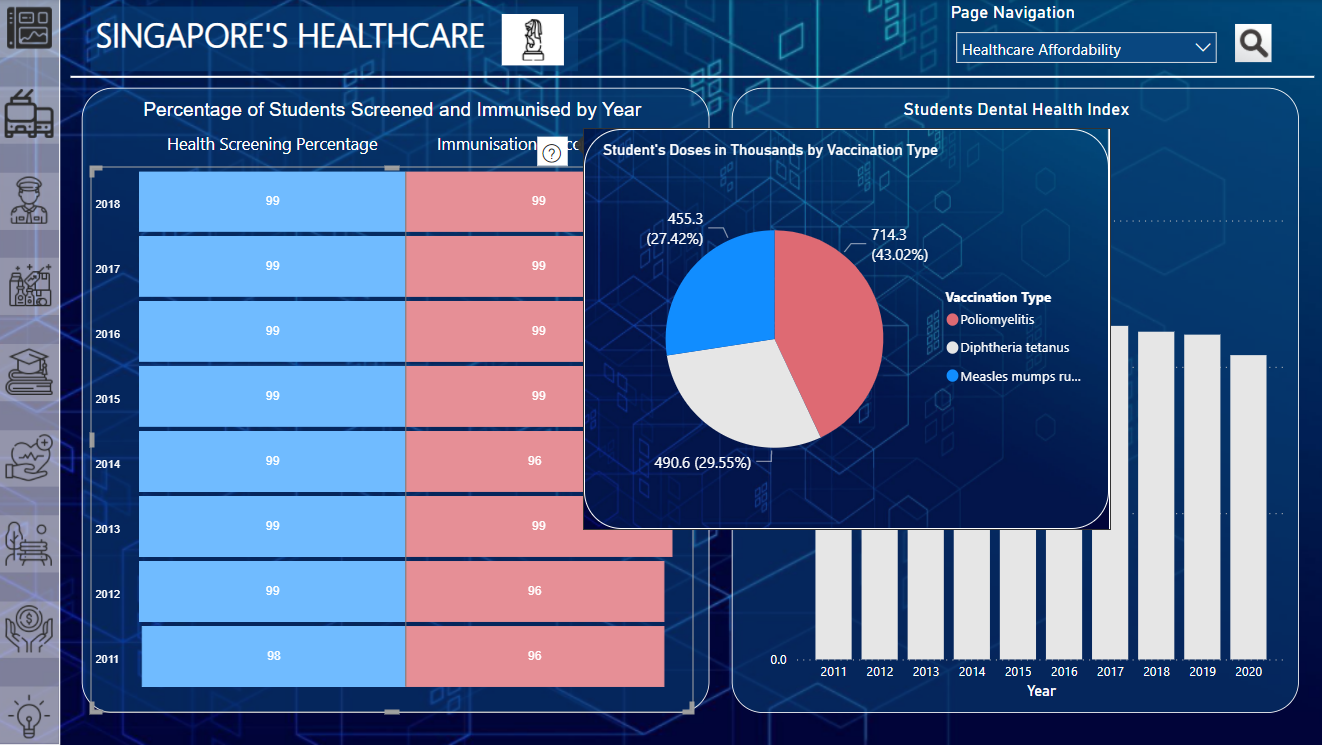 SINGAPORE'S HEALTHCARE
Page Navigation
Healthcare Affordability
Percentage of Students Screened and Immunised by Year
Health Screening Percentage
Immunisation
?
2018 99 99
2017 99 99
2016 99 99
2015 99 99
2014 99 96
2013 99 99
2012 99 96
2011 98 96
Student's Doses in Thousands by Vaccination Type
455.3
(27.42%)
714.3
(43.02%)
490.6 (29.55%)
Vaccination Type
Poliomyelitis
Diphtheria tetanus
Measles mumps ru...
Students Dental Health Index
0.0
2011 2012 2013 2014 2015 2016 2017 2018 2019 2020
Year